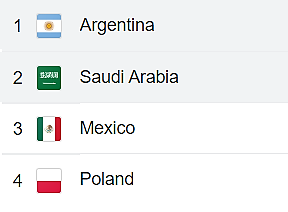 1 Argentina
2 Saudi Arabia
3 Mexico
4 Poland